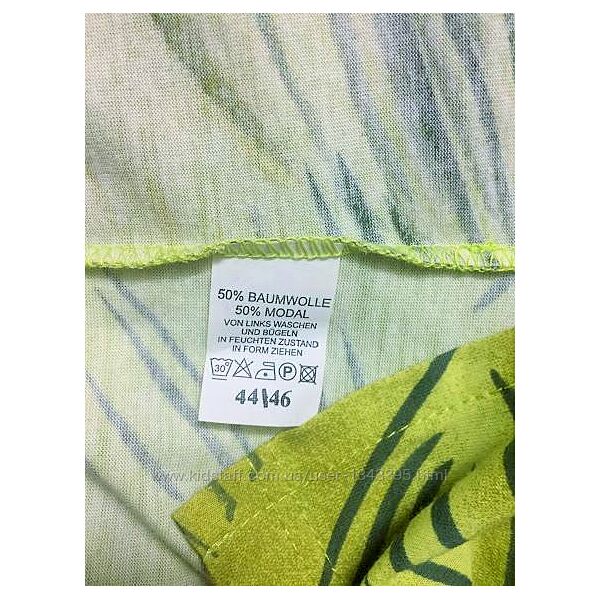 50% BAUMWOLLE
50% MODAL
VON LINKS WASCHEN
UND BÜGELN
IN FEUCHTEN ZUSTAND
IN FORM ZIEHEN
30° P
44\46